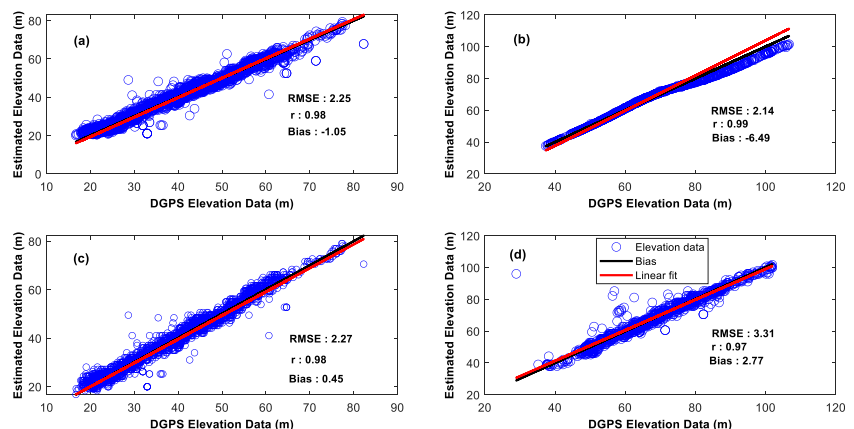 Estimated Elevation Data (m)
80
60
40
20
0
(a)
RMSE : 2.25
r : 0.98
Bias : -1.05
10 20 30 40 50 60 70 80 90
DGPS Elevation Data (m)
Estimated Elevation Data (m)
120
100
80
60
40
20
(b)
RMSE : 2.14
r : 0.99
Bias : -6.49
20 40 60 80 100 120
DGPS Elevation Data (m)
Estimated Elevation Data (m)
80
60
40
20
(c)
RMSE : 2.27
r : 0.98
Bias : 0.45
10 20 30 40 50 60 70 80 90
DGPS Elevation Data (m)
Estimated Elevation Data (m)
120
100
80
60
40
20
(d)
Elevation data
Bias
Linear fit
RMSE : 3.31
r : 0.97
Bias : 2.77
20 40 60 80 100 120
DGPS Elevation Data (m)